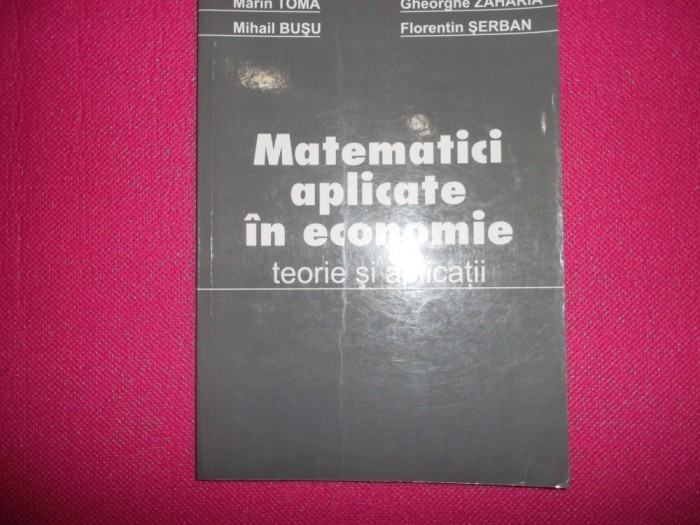 Marin TOMA Gheorghe ZAHARIA
Mihail BUŞU Florentin ŞERBAN
Matematici
aplicate
în economie
teorie şi aplicaţii